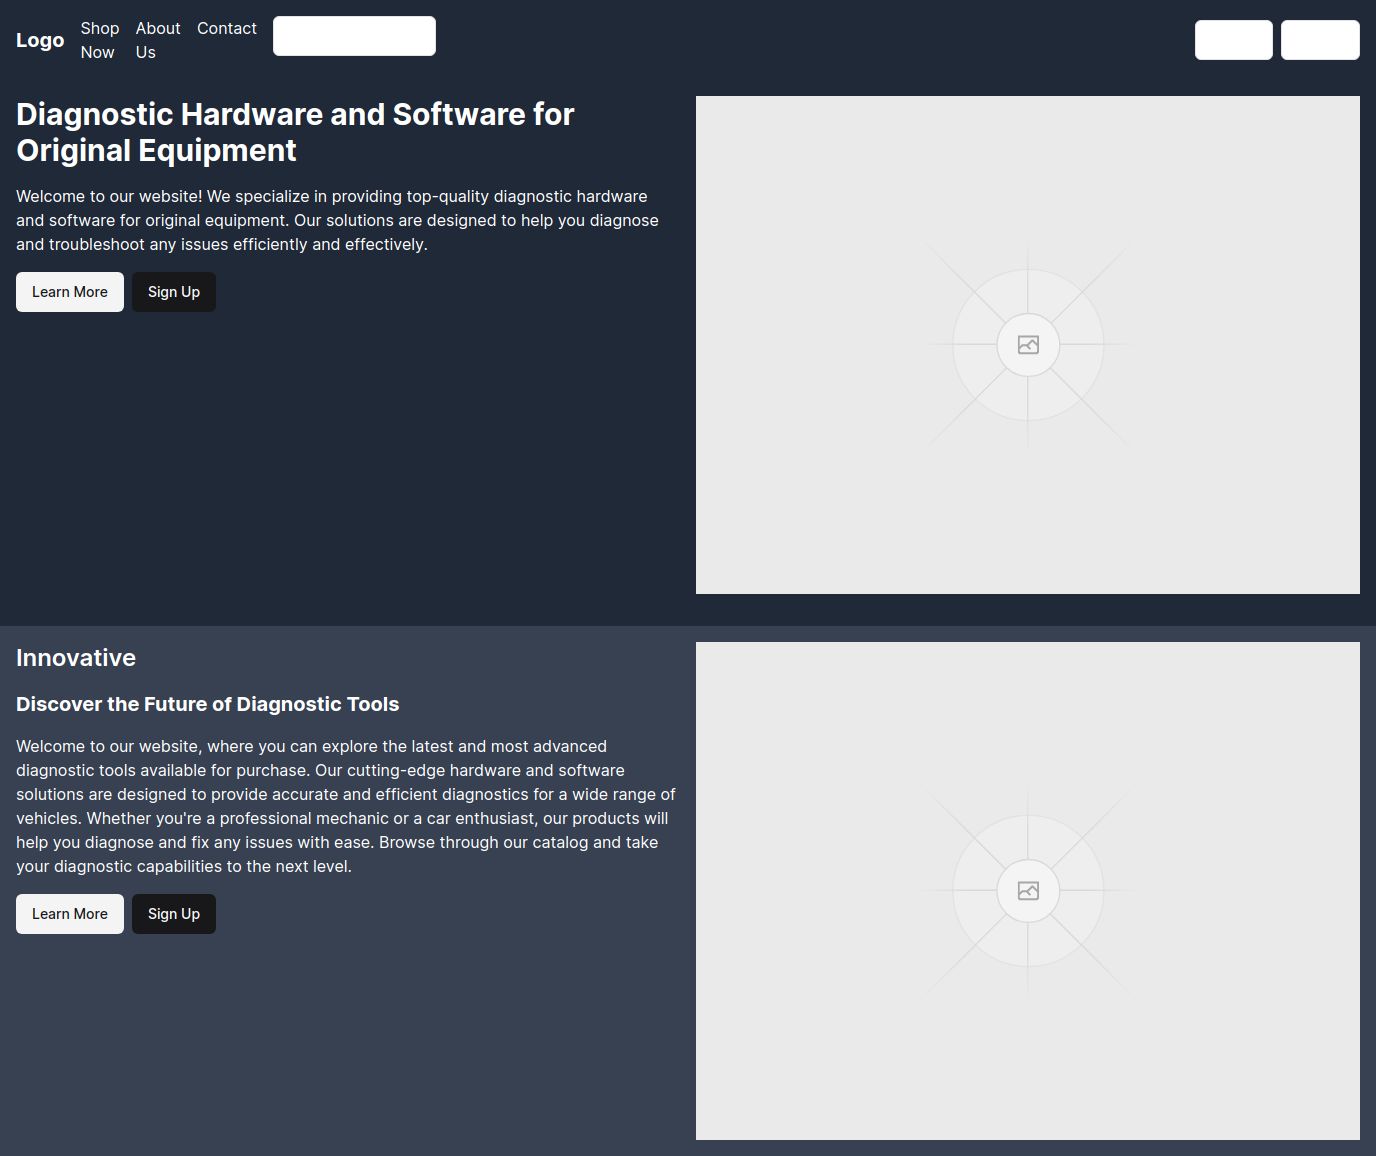 Logo
Shop Now
About Us
Contact
Diagnostic Hardware and Software for
Original Equipment
Welcome to our website! We specialize in providing top-quality diagnostic hardware
and software for original equipment. Our solutions are designed to help you diagnose
and troubleshoot any issues efficiently and effectively.
Learn More
Sign Up
Innovative
Discover the Future of Diagnostic Tools
Welcome to our website, where you can explore the latest and most advanced
diagnostic tools available for purchase. Our cutting-edge hardware and software
solutions are designed to provide accurate and efficient diagnostics for a wide range of
vehicles. Whether you're a professional mechanic or a car enthusiast, our products will
help you diagnose and fix any issues with ease. Browse through our catalog and take
your diagnostic capabilities to the next level.
Learn More
Sign Up